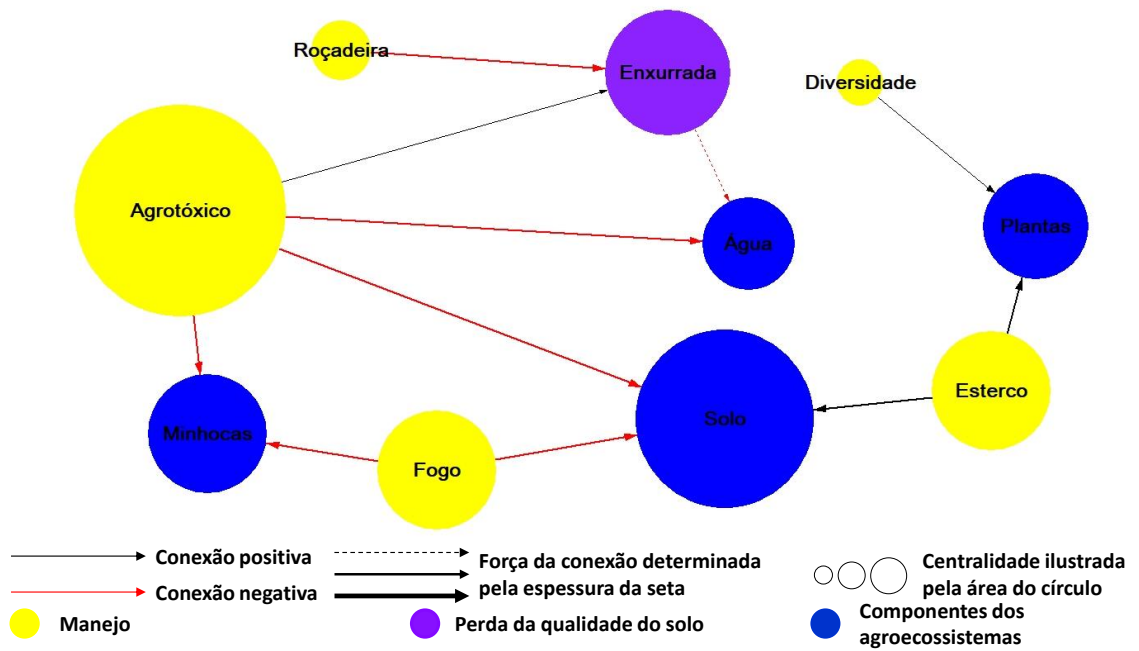 Roçadeira
Enxurrada
Diversidade
Agrotóxico
Água
Plantas
Minhocas
Fogo
Solo
Esterco
Conexão positiva
Conexão negativa
Força da conexão determinada
pela espessura da seta
Centralidade ilustrada
pela área do círculo
Manejo
Perda da qualidade do solo
Componentes dos
agroecossistemas